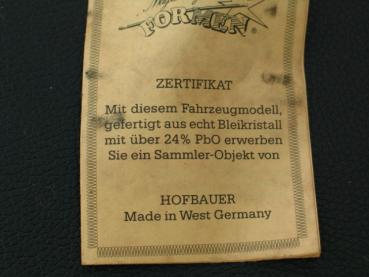 FORMEN ®
ZERTIFIKAT
Mit diesem Fahrzeugmodell,
gefertigt aus echt Bleikristall
mit über 24% PbO erwerben
Sie ein Sammler-Objekt von
HOFBAUER
Made in West Germany